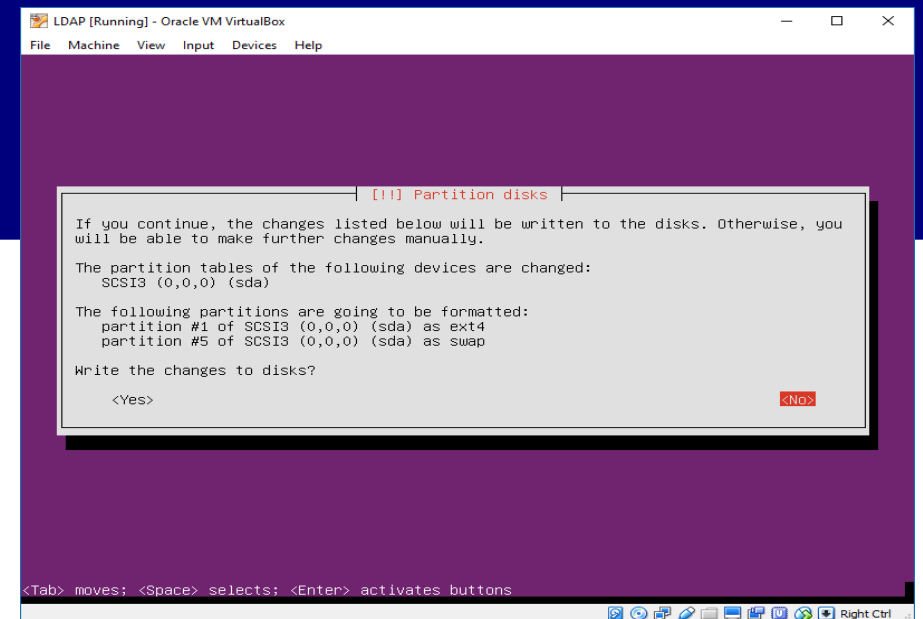 LDAP [Running] - Oracle VM VirtualBox
File Machine View Input Devices Help
[!!] Partition disks
If you continue, the changes listed below will be written to the disks. Otherwise, you
will be able to make further changes manually.
The partition tables of the following devices are changed:
SCSI3 (0,0,0) (sda)
The following partitions are going to be formatted:
partition #1 of SCSI3 (0,0,0) (sda) as ext4
partition #5 of SCSI3 (0,0,0) (sda) as swap
Write the changes to disks?
<Yes> <No>
<Tab> moves; <Space> selects; <Enter> activates buttons
Right Ctrl